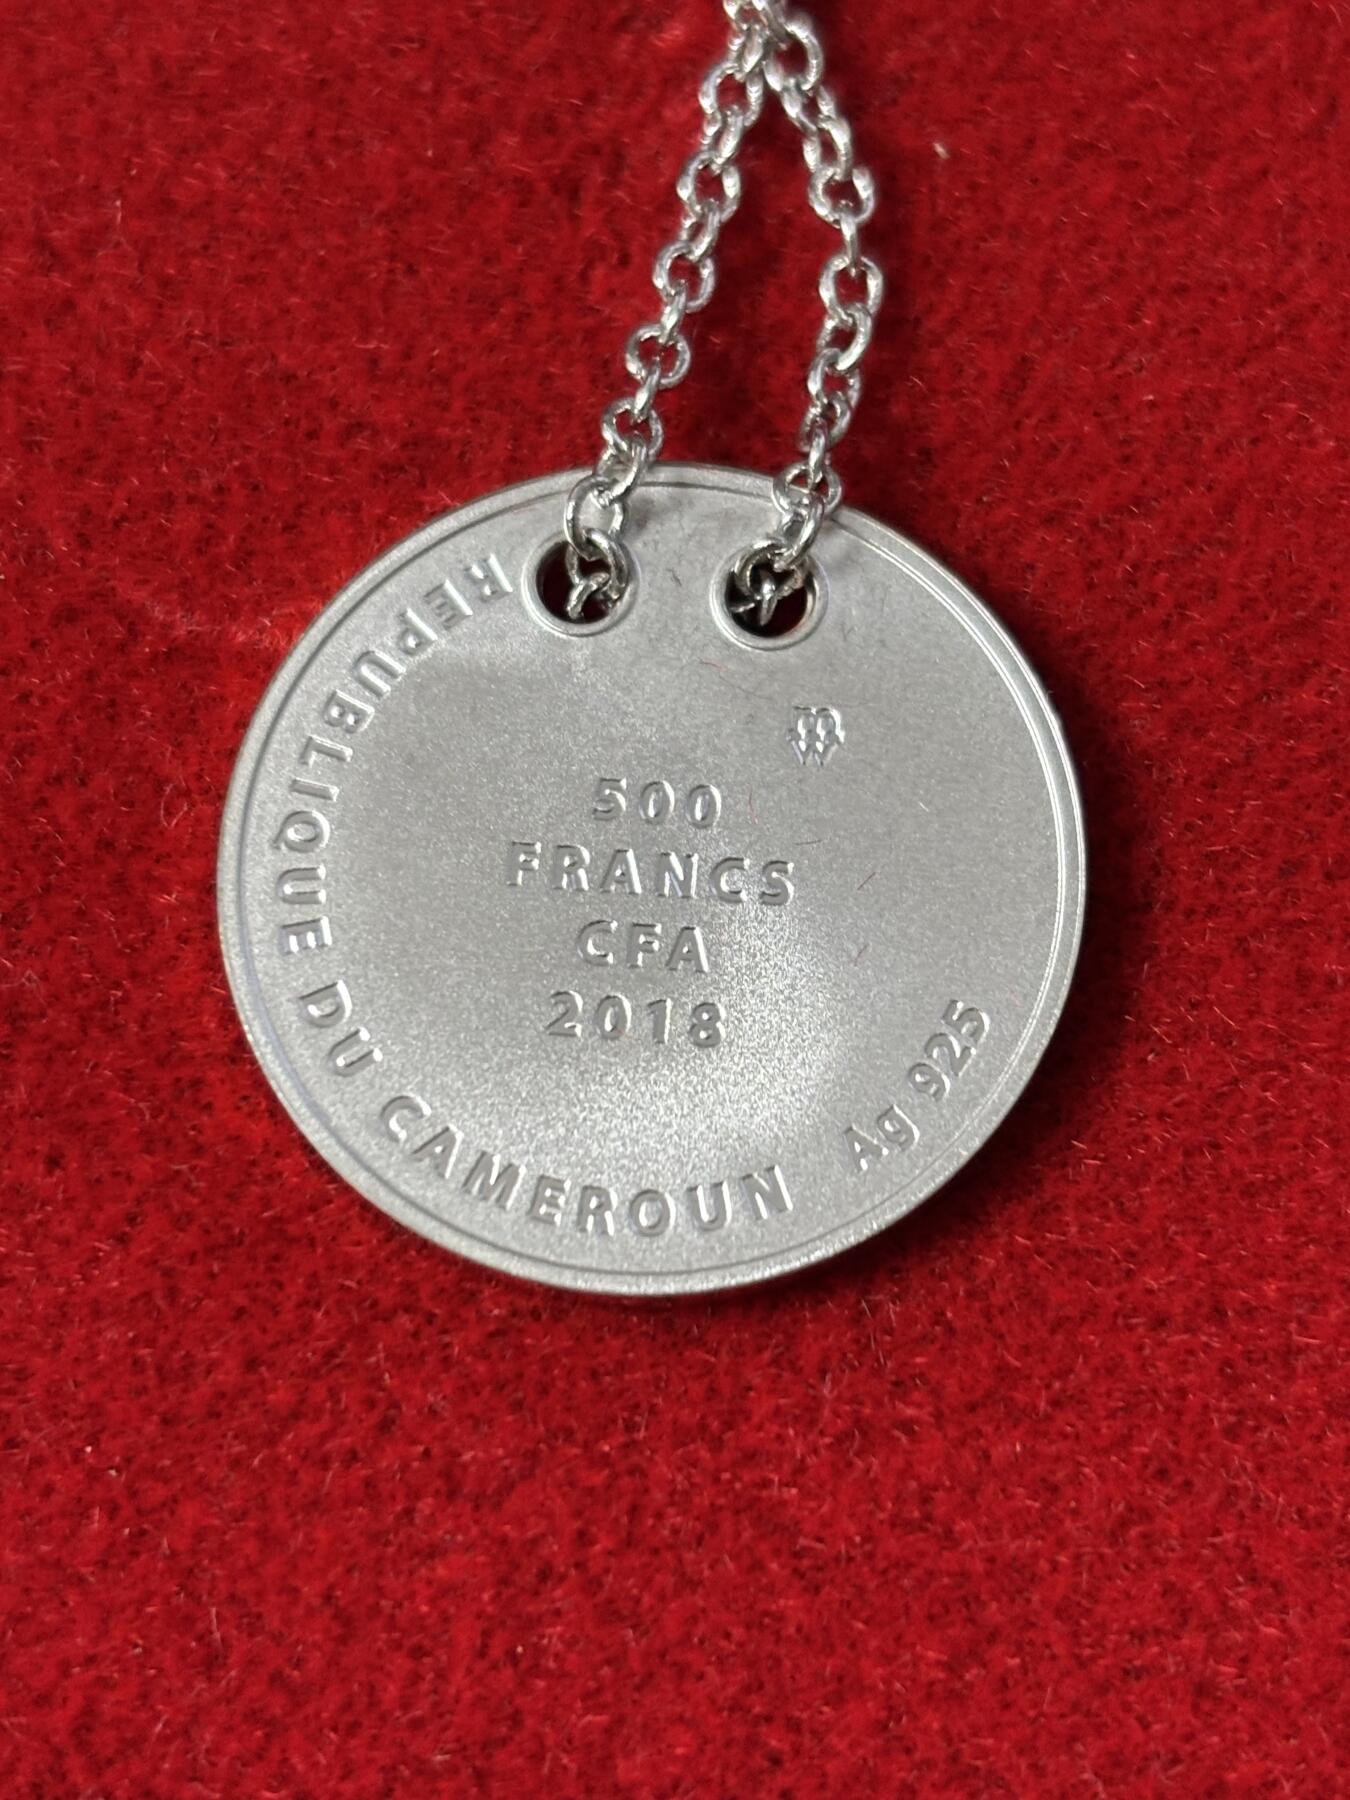 REPUBLIQUE DU CAMEROUN
500
FRANCS
CFA
2018
Ag 925